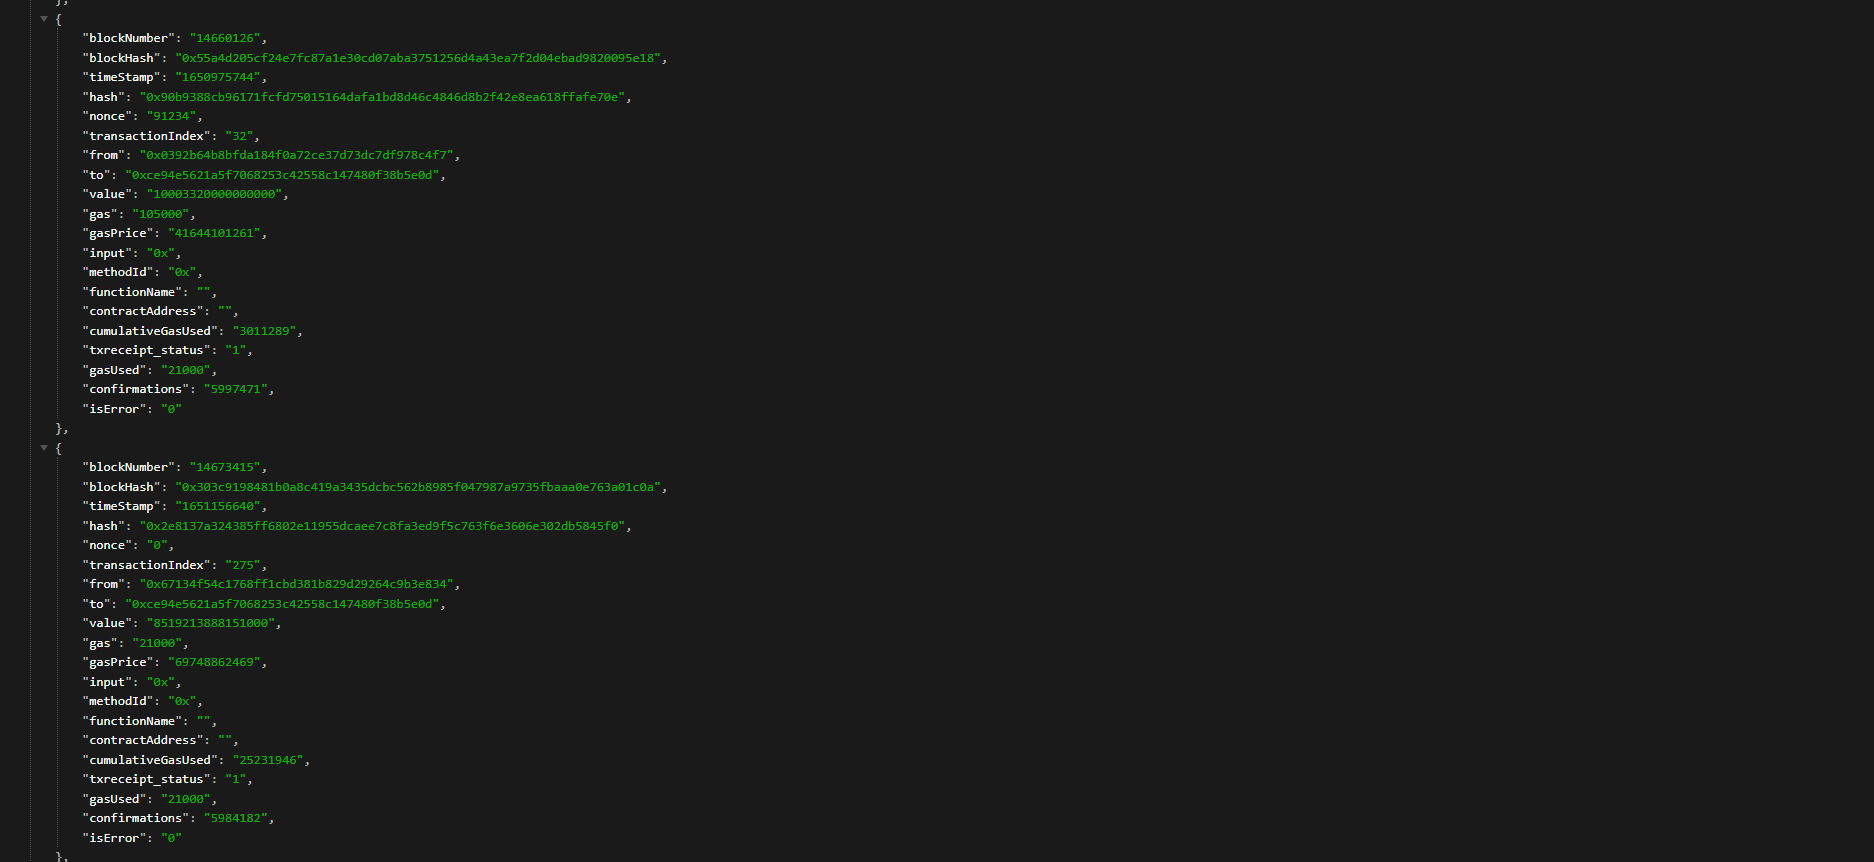 },
{
"blockNumber": "14660126",
"blockHash": "0x55a4d205cf24e7fc87a1e30cd07aba3751256d4a43ea7f2d04ebad9820095e18",
"timeStamp": "1650975744",
"hash": "0x90b9388cb96171fcfd75015164dafa1bd8d46c4846d8b2f42e8ea618ffafe70e",
"nonce": "91234",
"transactionIndex": "32",
"from": "0x0392b64b8bfda184f0a72ce37d73dc7df978c4f7",
"to": "0xce94e5621a5f7068253c42558c147480f38b5e0d",
"value": "10003320000000000",
"gas": "105000",
"gasPrice": "41644101261",
"input": "0x",
"methodId": "0x",
"functionName": "",
"contractAddress": "",
"cumulativeGasUsed": "3011289",
"txreceipt_status": "1",
"gasUsed": "21000",
"confirmations": "5997471",
"isError": "0"
},
{
"blockNumber": "14673415",
"blockHash": "0x303c9198481b0a8c419a3435dcbc562b8985f047987a9735fbaaa0e763a01c0a",
"timeStamp": "1651156640",
"hash": "0x2e8137a324385ff6802e11955dcaee7c8fa3ed9f5c763f6e3606e302db5845f0",
"nonce": "0",
"transactionIndex": "275",
"from": "0x67134f54c1768ff1cbd381b829d29264c9b3e834",
"to": "0xce94e5621a5f7068253c42558c147480f38b5e0d",
"value": "8519213888151000",
"gas": "21000",
"gasPrice": "69748862469",
"input": "0x",
"methodId": "0x",
"functionName": "",
"contractAddress": "",
"cumulativeGasUsed": "25231946",
"txreceipt_status": "1",
"gasUsed": "21000",
"confirmations": "5984182",
"isError": "0"
},